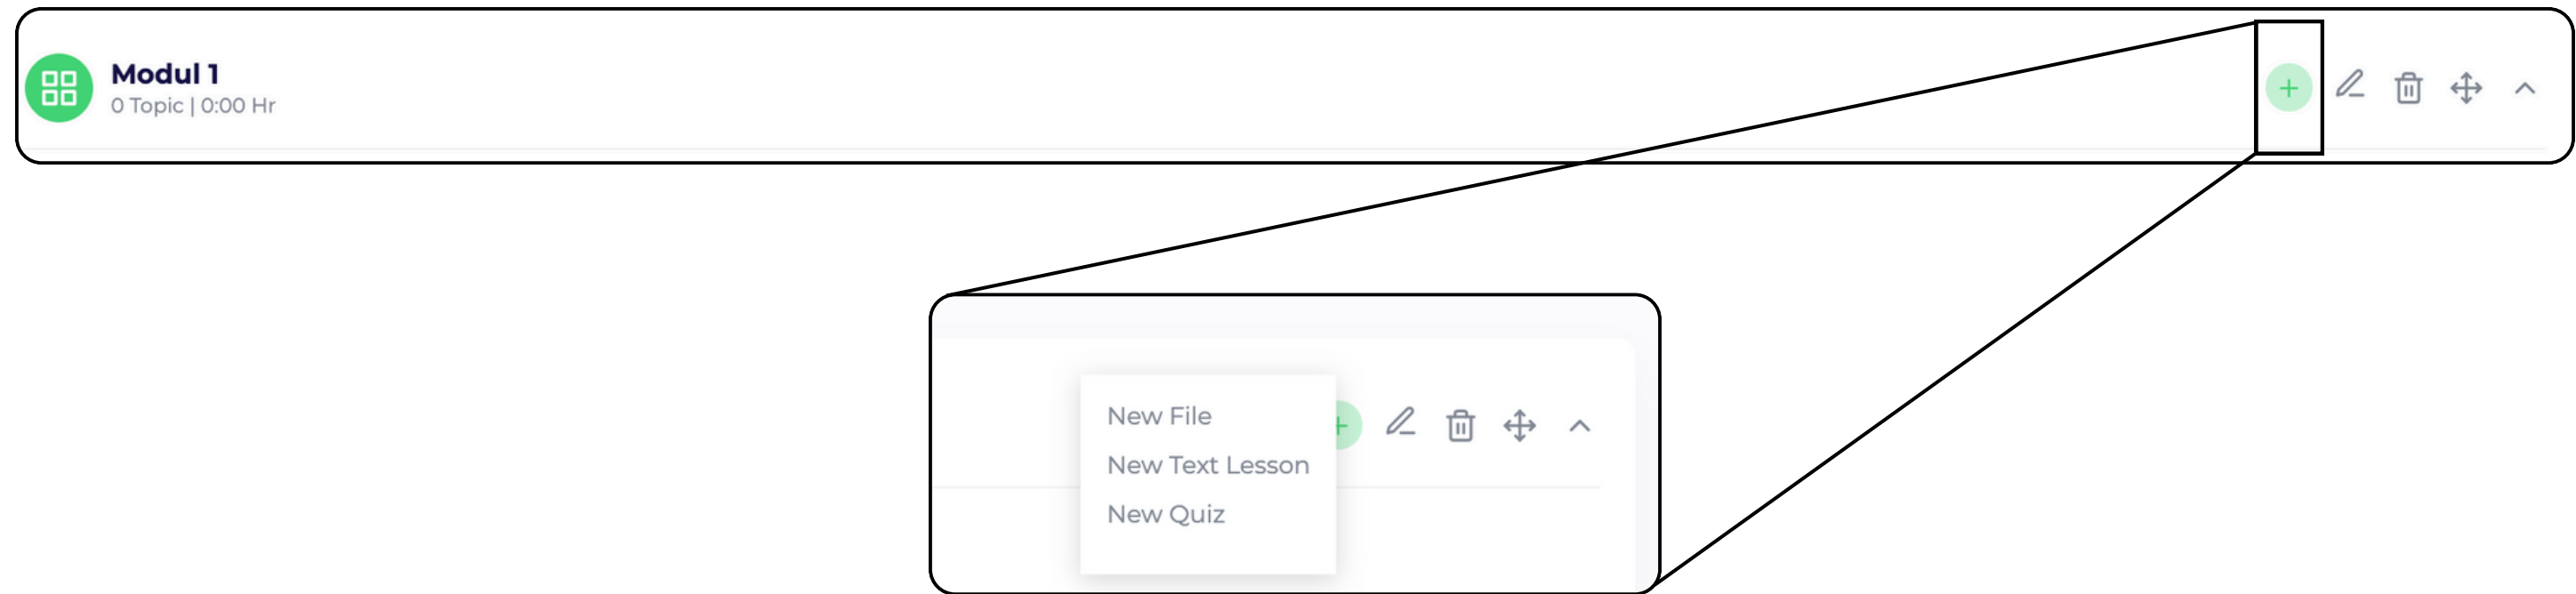 Modul 1
0 Topic | 0:00 Hr
New File
New Text Lesson
New Quiz